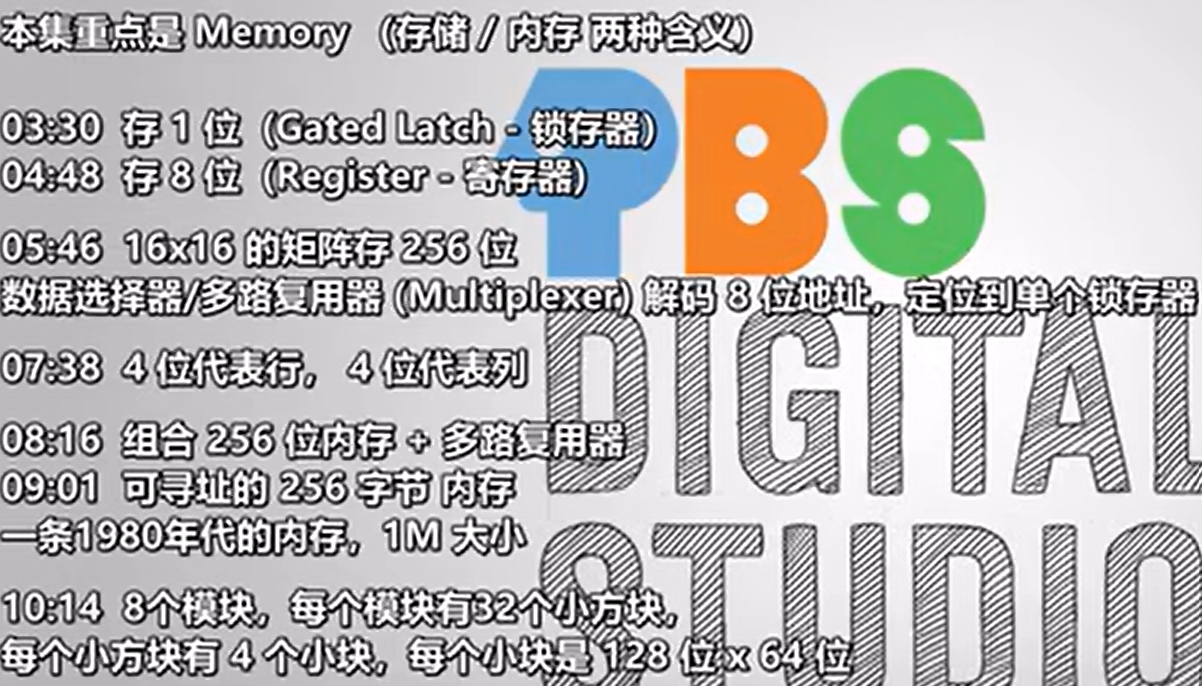 本集重点是 Memory （存储 / 内存 两种含义）
PBS
03:30 存 1 位 (Gated Latch - 锁存器)
04:48 存 8 位 (Register - 寄存器)
05:46 16x16 的矩阵存 256 位
数据选择器/多路复用器 (Multiplexer) 解码 8 位地址，定位到单个锁存器
DIGITAL
07:38 4 位代表行， 4 位代表列
08:16 组合 256 位内存 + 多路复用器
09:01 可寻址的 256 字节 内存
一条1980年代的内存，1M 大小
STUDIO
10:14 8个模块，每个模块有32个小方块，
每个小方块有 4 个小块，每个小块是 128 位 x 64 位